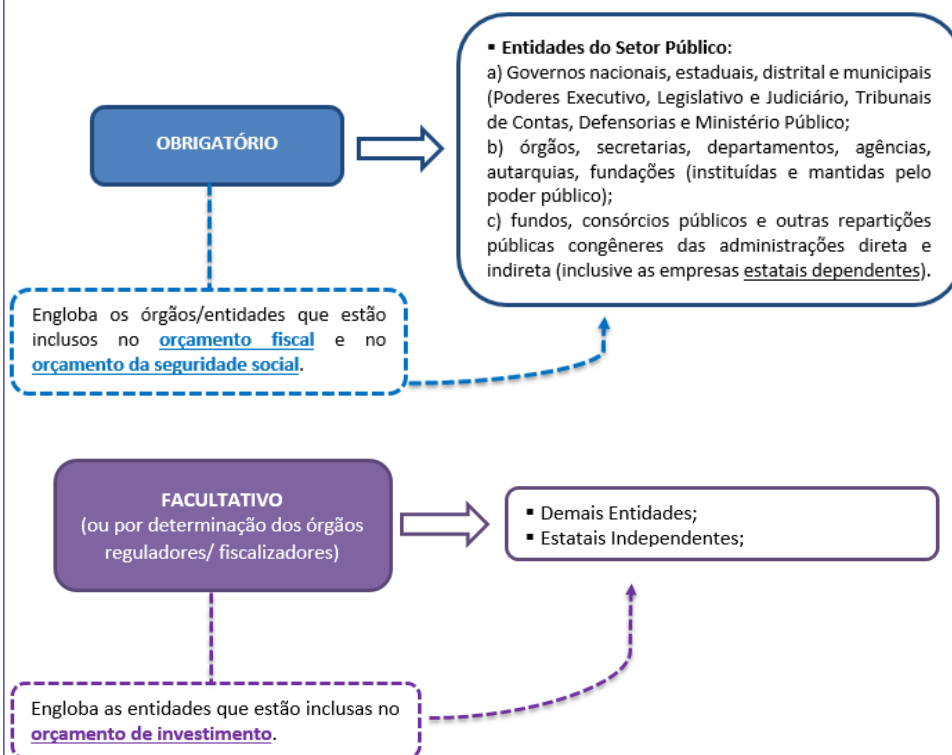 ▪ Entidades do Setor Público:
a) Governos nacionais, estaduais, distrital e municipais
(Poderes Executivo, Legislativo e Judiciário, Tribunais
de Contas, Defensorias e Ministério Público;
b) órgãos, secretarias, departamentos, agências,
autarquias, fundações (instituídas e mantidas pelo
poder público);
c) fundos, consórcios públicos e outras repartições
públicas congêneres das administrações direta e
indireta (inclusive as empresas estatais dependentes).
OBRIGATÓRIO
Engloba os órgãos/entidades que estão
inclusos no orçamento fiscal e no
orçamento da seguridade social.
FACULTATIVO
(ou por determinação dos órgãos
reguladores/ fiscalizadores)
▪ Demais Entidades;
▪ Estatais Independentes;
Engloba as entidades que estão inclusas no
orçamento de investimento.